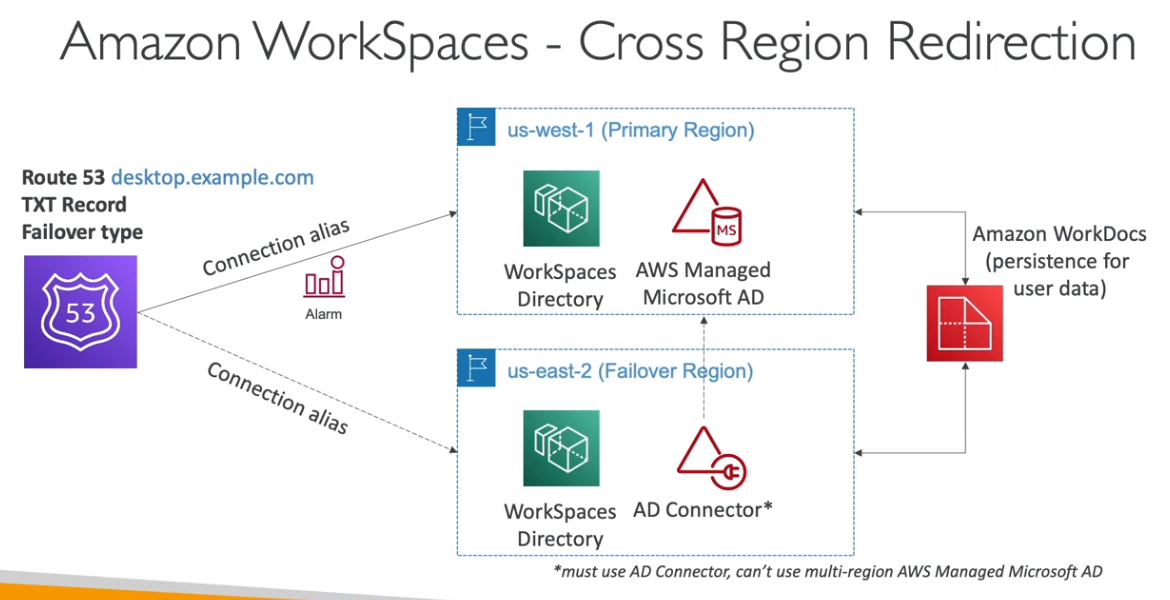 Amazon WorkSpaces - Cross Region Redirection
Route 53 desktop.example.com
TXT Record
Failover type
53
Connection alias
Alarm
Connection alias
us-west-1 (Primary Region)
WorkSpaces
Directory
MS
AWS Managed
Microsoft AD
us-east-2 (Failover Region)
WorkSpaces
Directory
AD Connector*
Amazon WorkDocs
(persistence for
user data)
*must use AD Connector, can’t use multi-region AWS Managed Microsoft AD